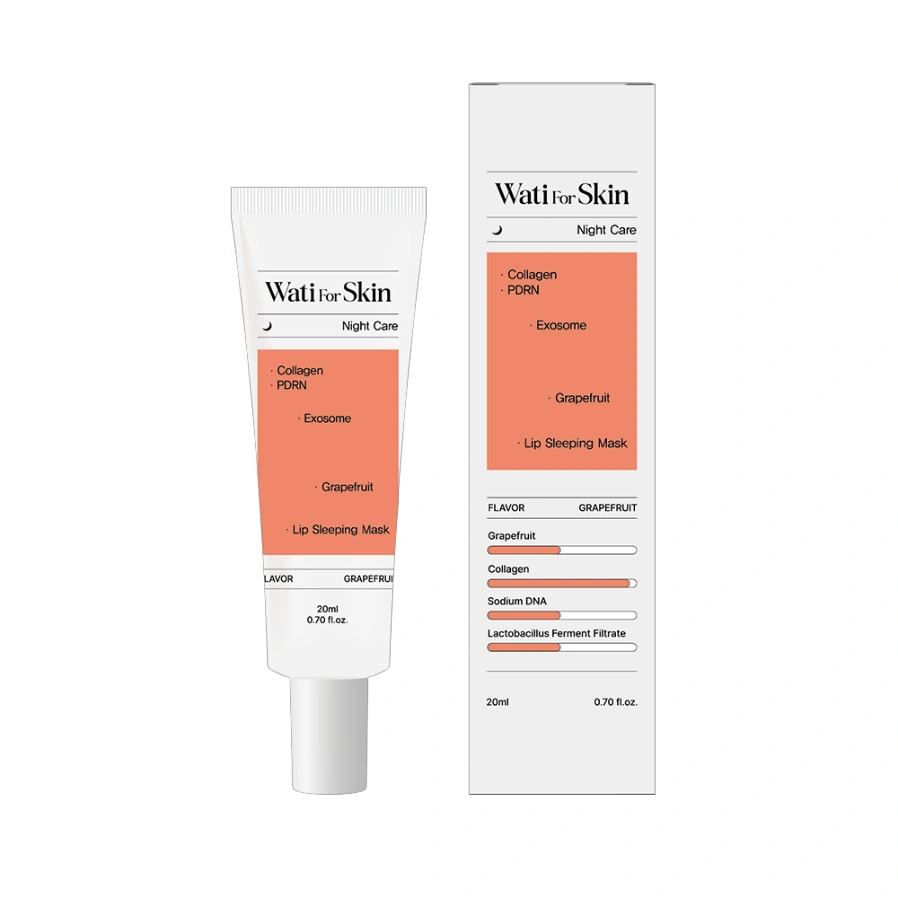 Wati For Skin
Night Care
· Collagen
· PDRN
· Exosome
· Grapefruit
· Lip Sleeping Mask
LAVOR GRAPEFRUI
20ml
0.70 fl.oz.
Wati For Skin
Night Care
· Collagen
· PDRN
· Exosome
· Grapefruit
· Lip Sleeping Mask
FLAVOR GRAPEFRUIT
Grapefruit
Collagen
Sodium DNA
Lactobacillus Ferment Filtrate
20ml 0.70 fl.oz.